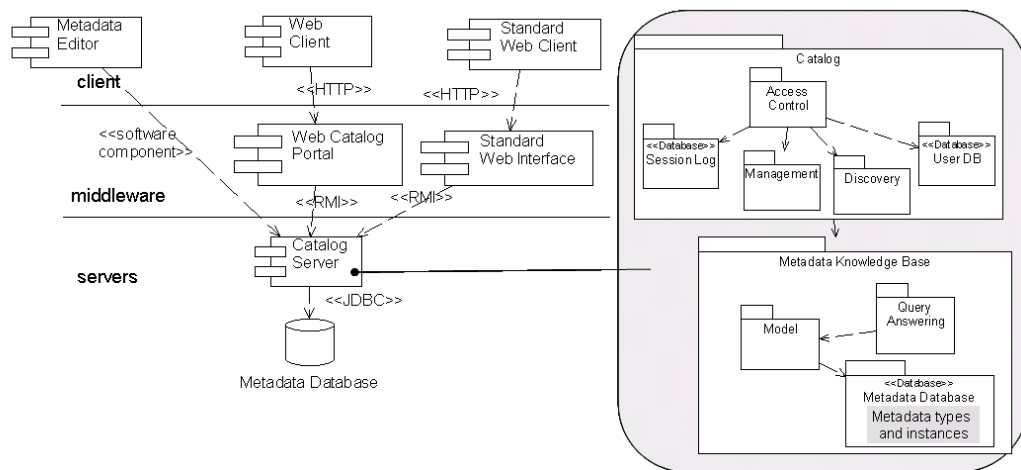 Metadata
Editor
Web
Client
Standard
Web Client
client
<<HTTP>>
<<HTTP>>
<<software
component>>
Web Catalog
Portal
Standard
Web Interface
middleware
<<RMI>>
<<RMI>>
Catalog
Server
servers
<<JDBC>>
Metadata Database
Catalog
Access
Control
<<Database>>
Session Log
Management
Discovery
<<Database>>
User DB
Metadata Knowledge Base
Model
Query
Answering
<<Database>>
Metadata Database
Metadata types
and instances